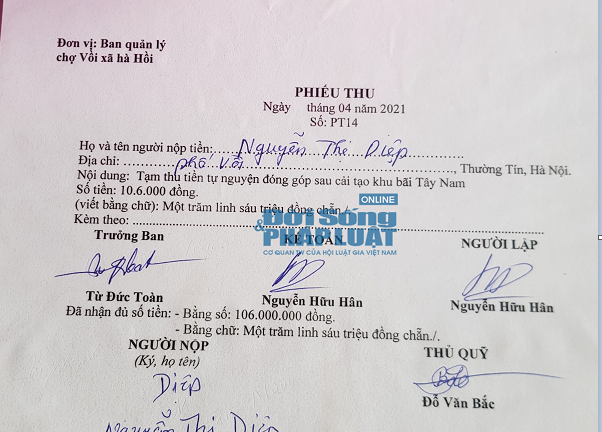 Đơn vị: Ban quản lý
chợ Vồi xã hà Hồi
PHIẾU THU
Ngày tháng 04 năm 2021
Số: PT14
Họ và tên người nộp tiền: Nguyễn Thị Diệp
Địa chỉ: phố Vồi, Thường Tín, Hà Nội.
Nội dung: Tạm thu tiền tự nguyện đóng góp sau cải tạo khu bãi Tây Nam
Số tiền: 10.6.000 đồng.
(viết bằng chữ): Một trăm linh sáu triệu đồng chẵn./.
Kèm theo:
ONLINE
Đời Sống
& PHÁP LUẬT
CƠ QUAN TW CỦA HỘI LUẬT GIA VIỆT NAM
Trưởng Ban KẾ TOÁN NGƯỜI LẬP
Từ Đức Toàn Nguyễn Hữu Hân Nguyễn Hữu Hân
Đã nhận đủ số tiền: - Bằng số: 106.000.000 đồng.
- Bằng chữ: Một trăm linh sáu triệu đồng chẵn./.
NGƯỜI NỘP THỦ QUỸ
(Ký, họ tên)
Diệp
Đỗ Văn Bắc
Nguyễn Thị Diệp